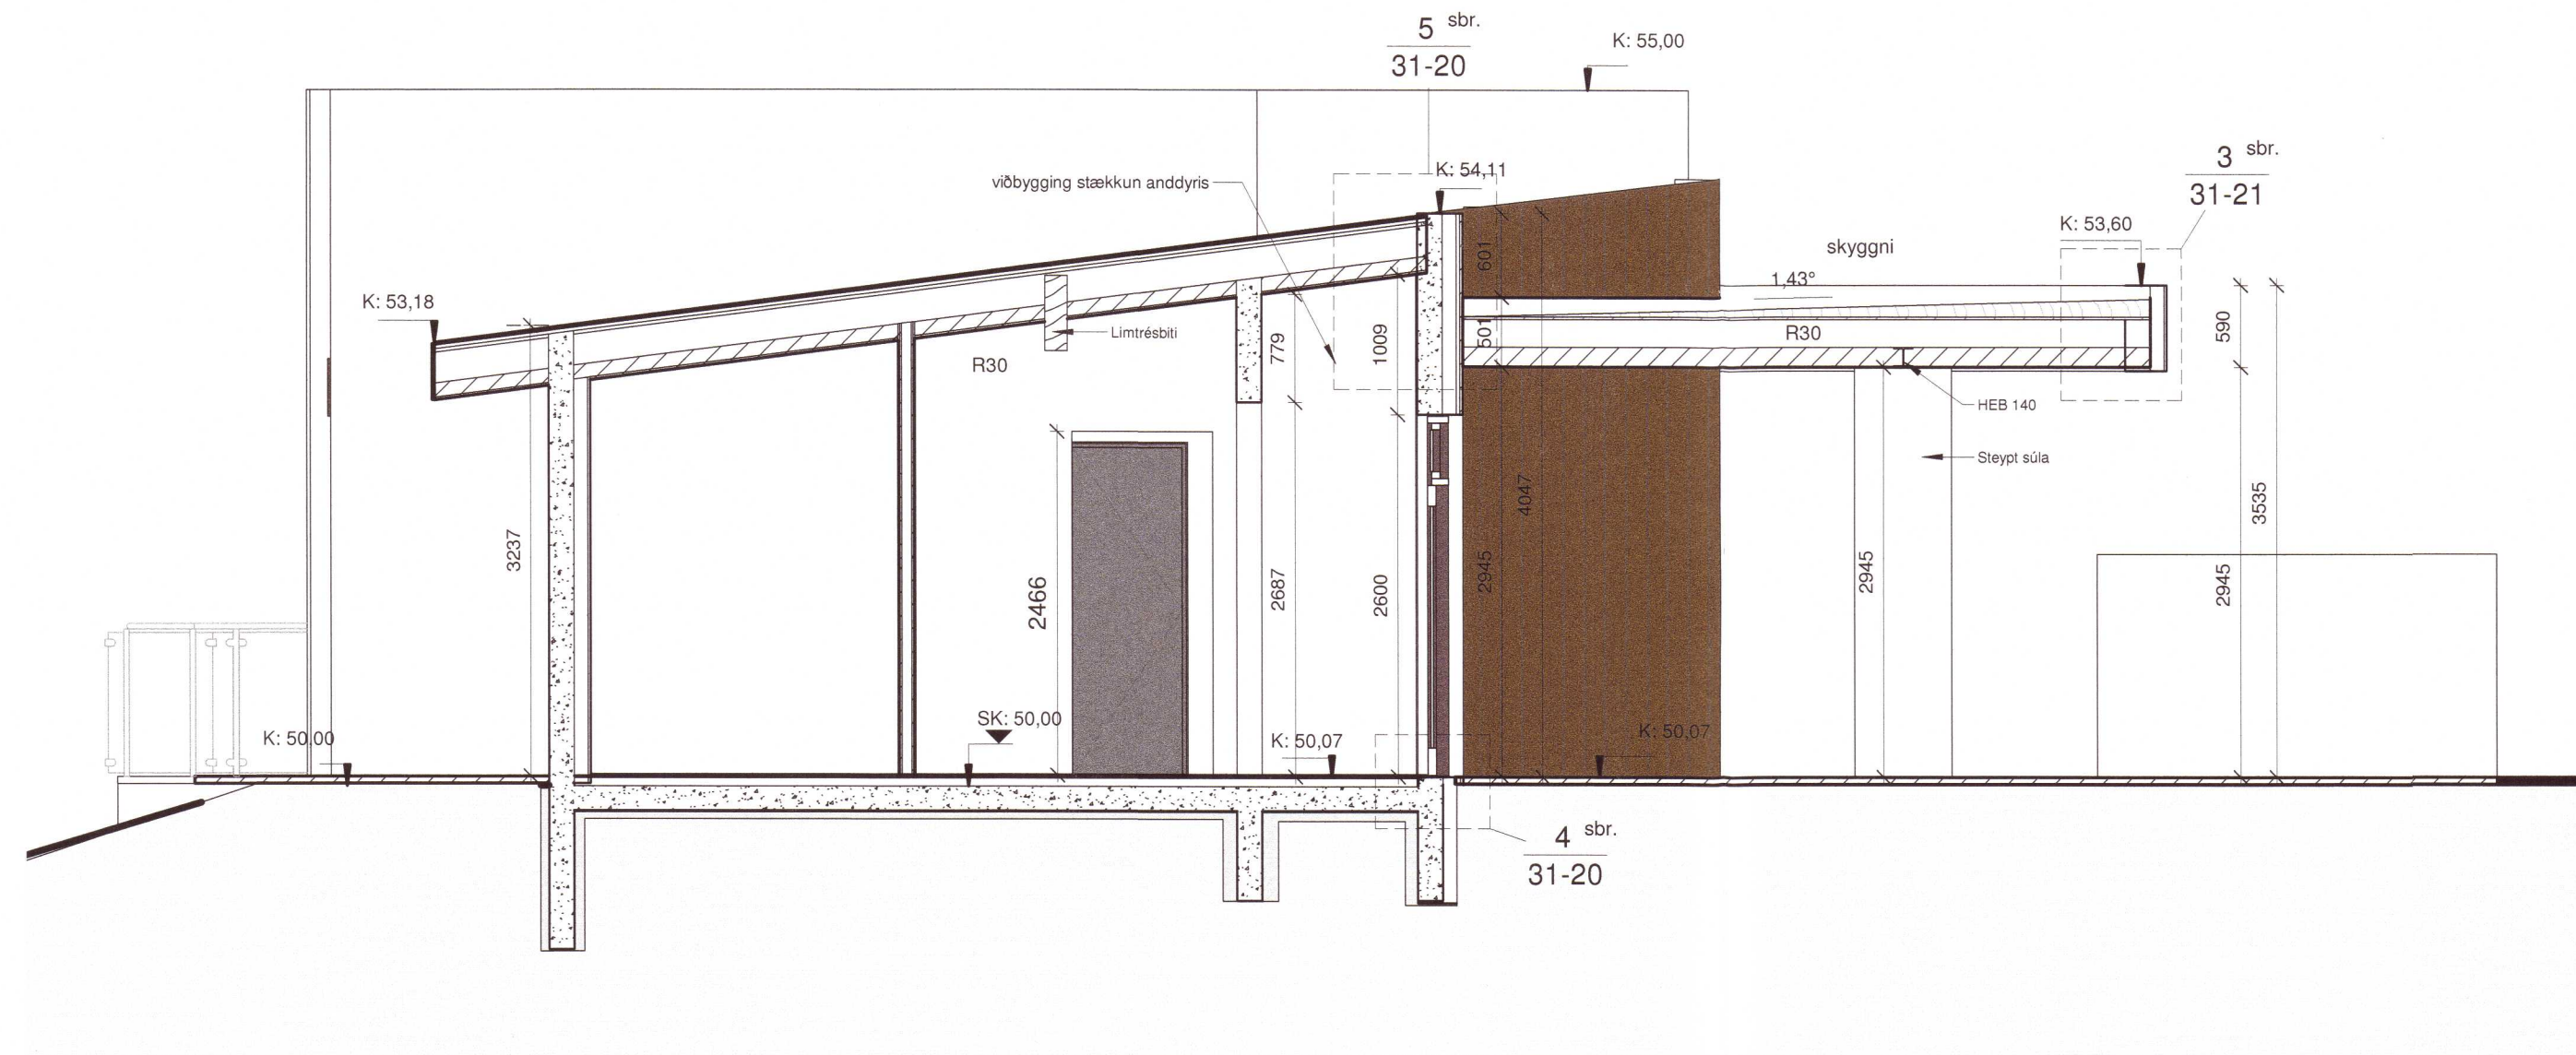 5 sbr.
31-20
K: 55,00
3 sbr.
31-21
K: 54,11
viðbygging stækkun anddyris
K: 53,60
skyggni
601
1,43°
K: 53,18
Limtrésbiti
R30
779
1009
501
R30
590
HEB 140
Steypt súla
3237
2466
2687
2600
2945
4047
2945
2945
3535
SK: 50,00
K: 50,00
K: 50,07
K: 50,07
4 sbr.
31-20